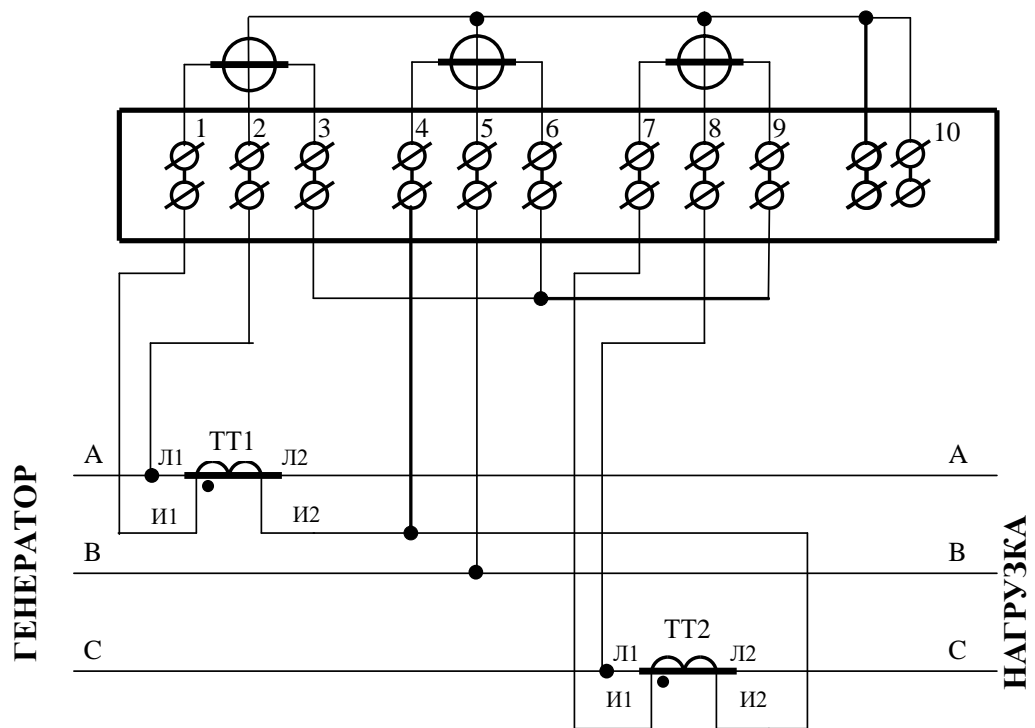 1 2 3 4 5 6 7 8 9 10
ТТ1
А Л1 Л2 А
И1 И2
В В
ТТ2
С Л1 Л2 С
И1 И2
ГЕНЕРАТОР
НАГРУЗКА